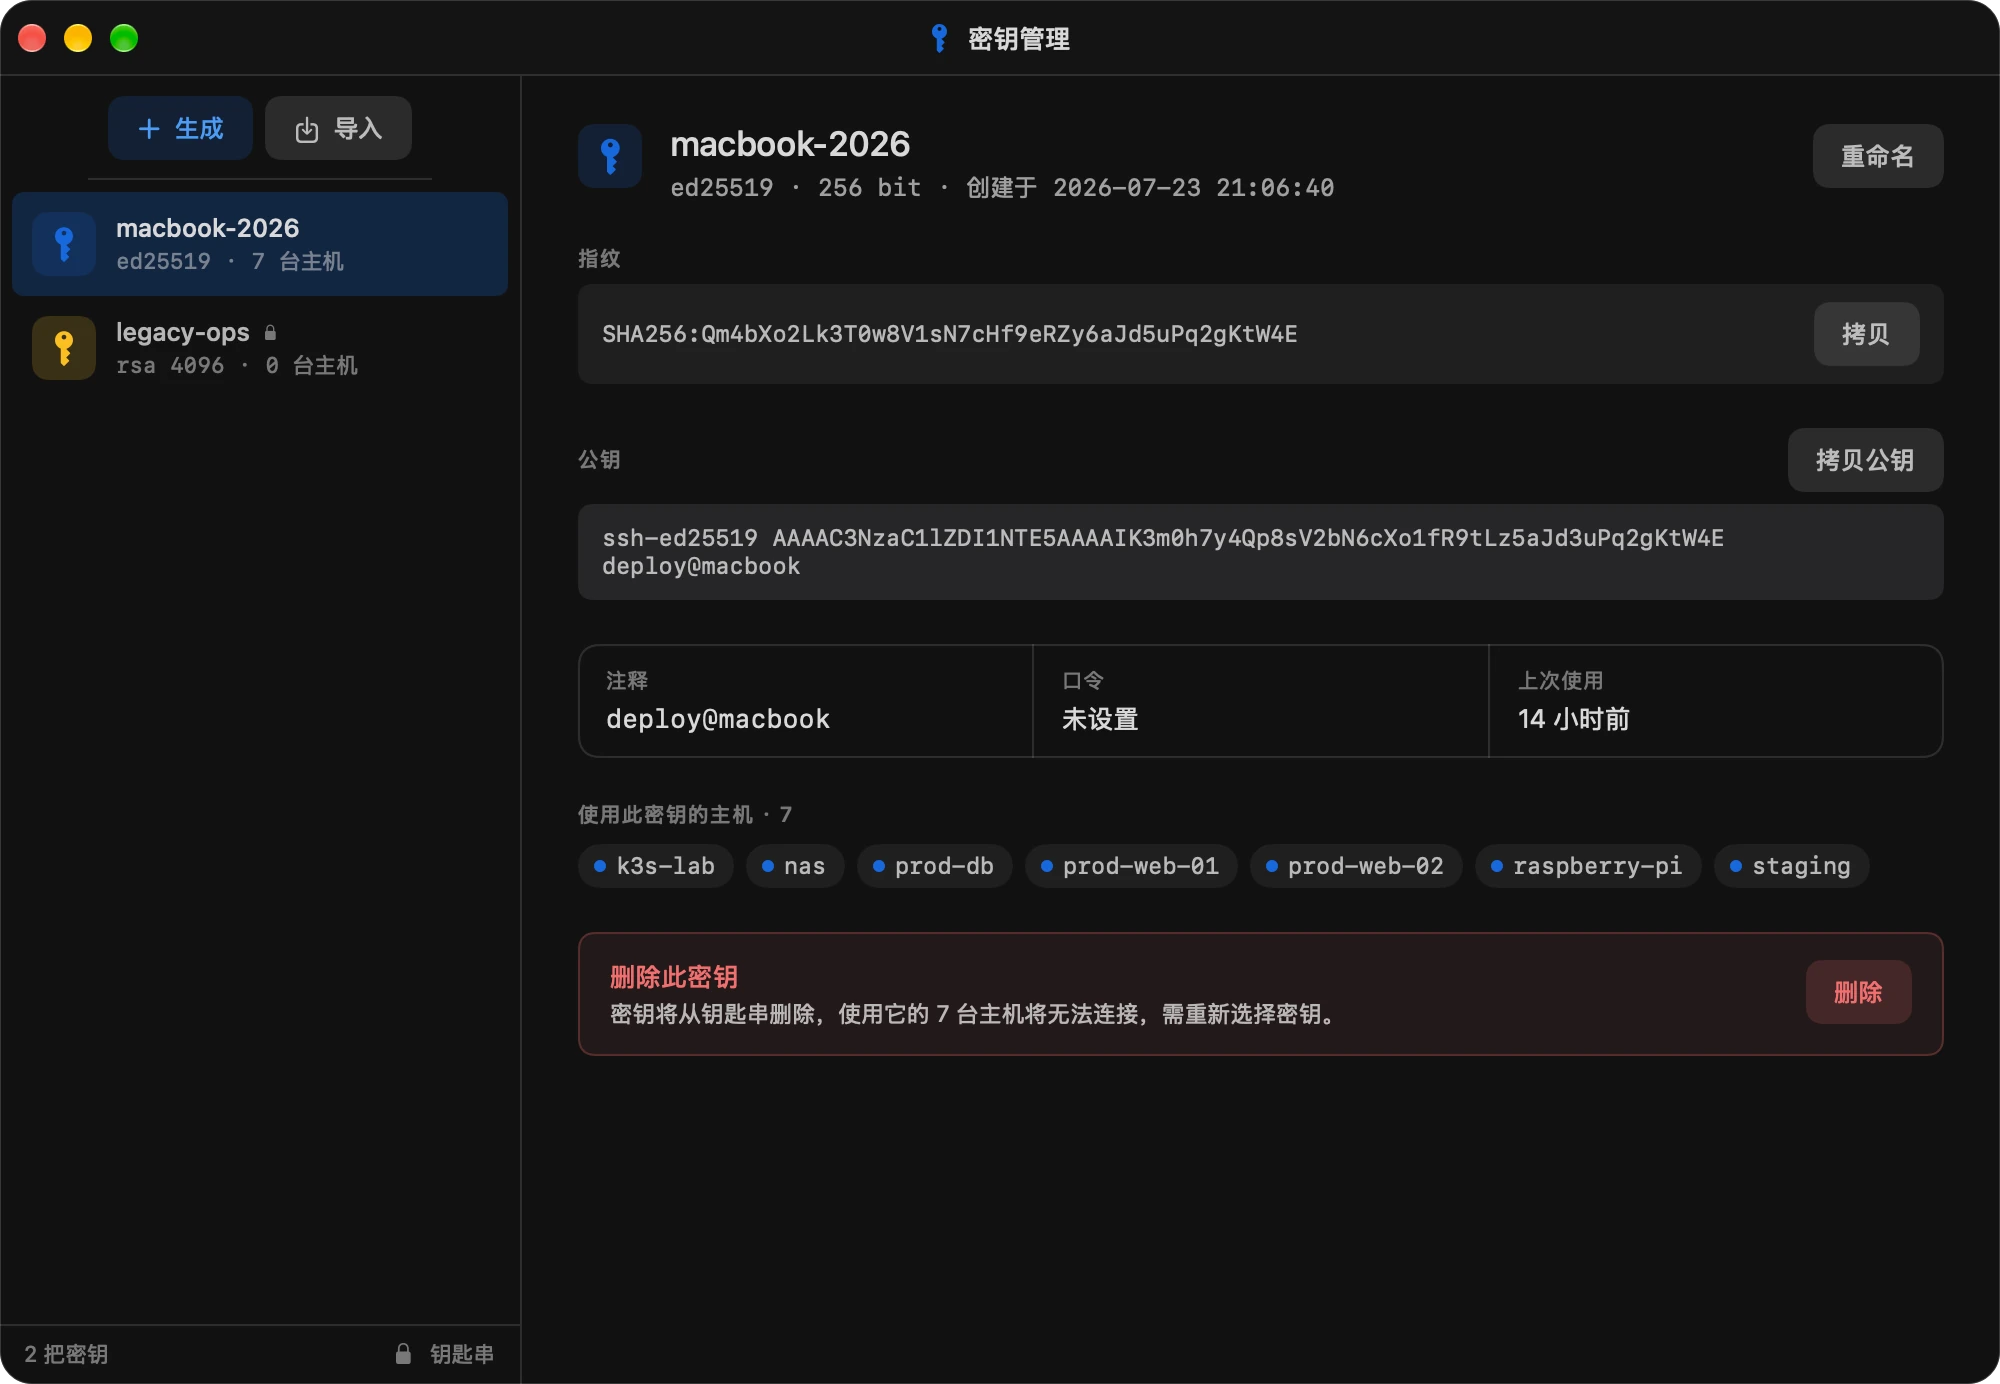 密钥管理
生成
导入
macbook-2026
ed25519 · 7 台主机
legacy-ops
rsa 4096 · 0 台主机
2 把密钥
钥匙串
macbook-2026
ed25519 · 256 bit · 创建于 2026-07-23 21:06:40
重命名
指纹
SHA256:Qm4bXo2Lk3T0w8V1sN7cHf9eRZy6aJd5uPq2gKtW4E
拷贝
公钥
拷贝公钥
ssh-ed25519 AAAAC3NzaC1lZDI1NTE5AAAAIK3m0h7y4Qp8sV2bN6cXo1fR9tLz5aJd3uPq2gKtW4E
deploy@macbook
注释
deploy@macbook
口令
未设置
上次使用
14 小时前
使用此密钥的主机 · 7
k3s-lab
nas
prod-db
prod-web-01
prod-web-02
raspberry-pi
staging
删除此密钥
密钥将从钥匙串删除，使用它的 7 台主机将无法连接，需重新选择密钥。
删除